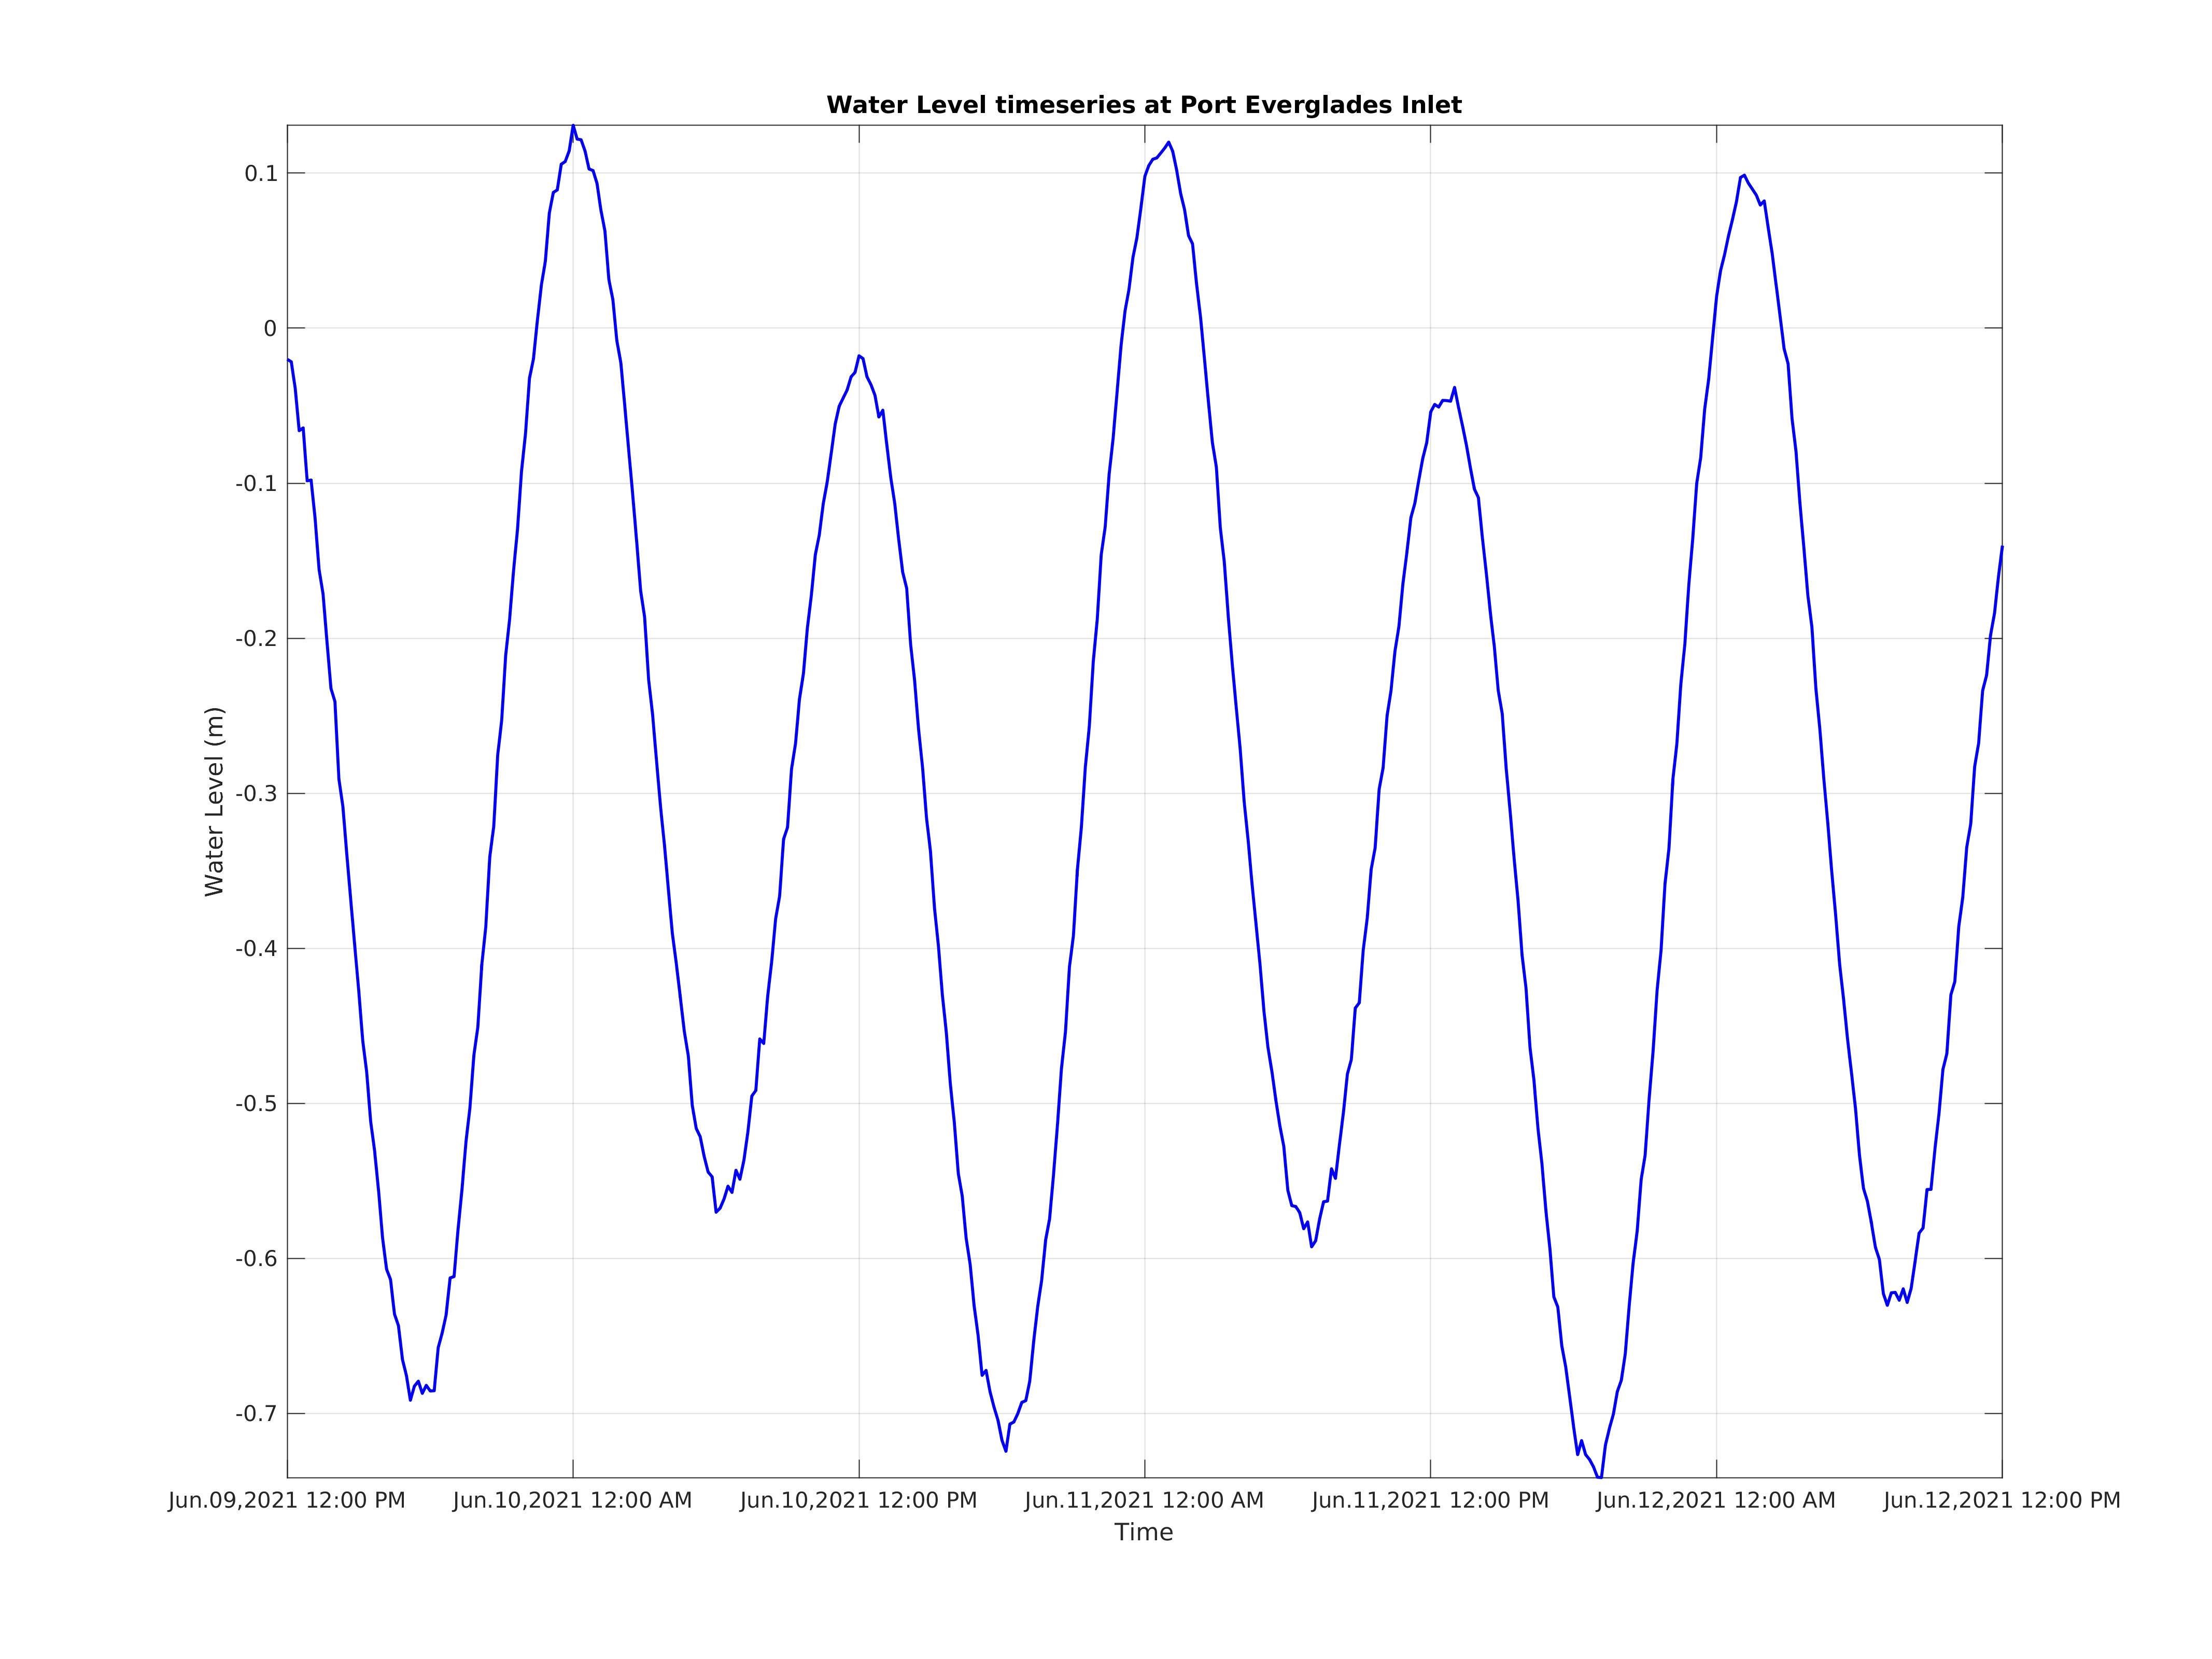 Water Level timeseries at Port Everglades Inlet
0.1
0
-0.1
-0.2
-0.3
-0.4
-0.5
-0.6
-0.7
Water Level (m)
Jun.09,2021 12:00 PM Jun.10,2021 12:00 AM Jun.10,2021 12:00 PM Jun.11,2021 12:00 AM Jun.11,2021 12:00 PM Jun.12,2021 12:00 AM Jun.12,2021 12:00 PM
Time